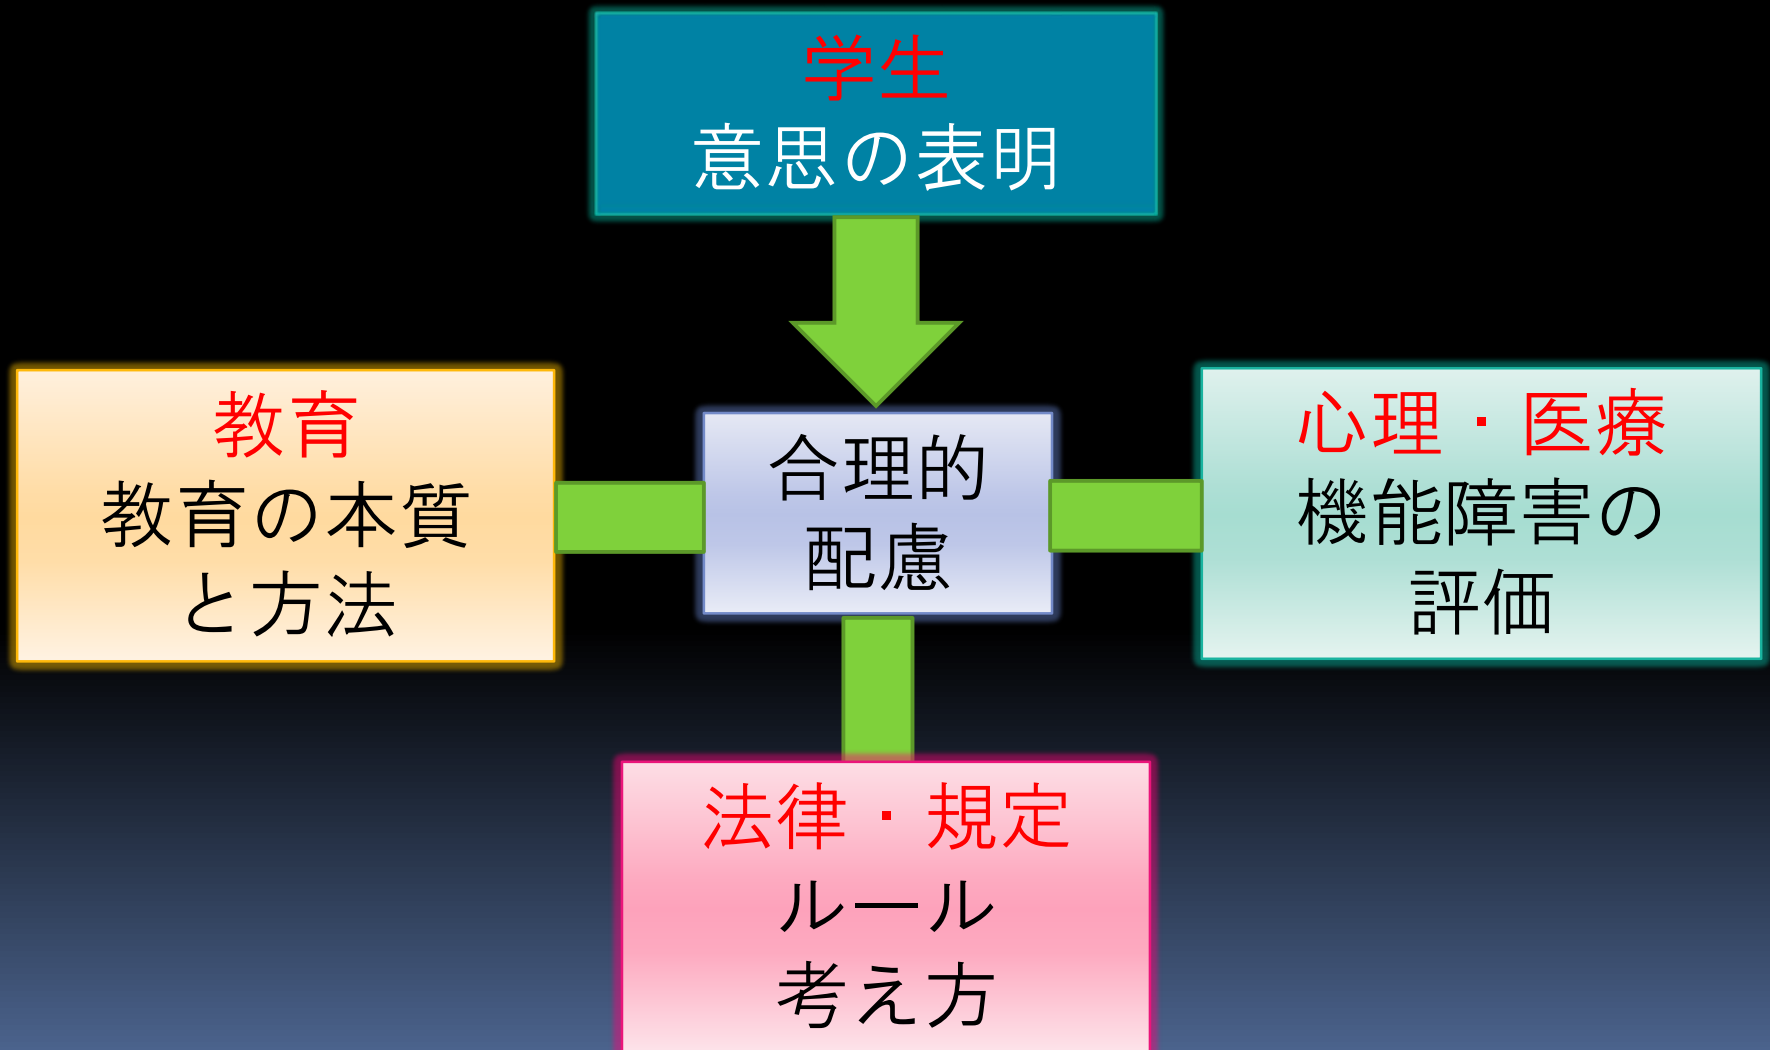 学生
意思の表明
教育
教育の本質
と方法
合理的
配慮
心理・医療
機能障害の
評価
法律・規定
ルール
考え方